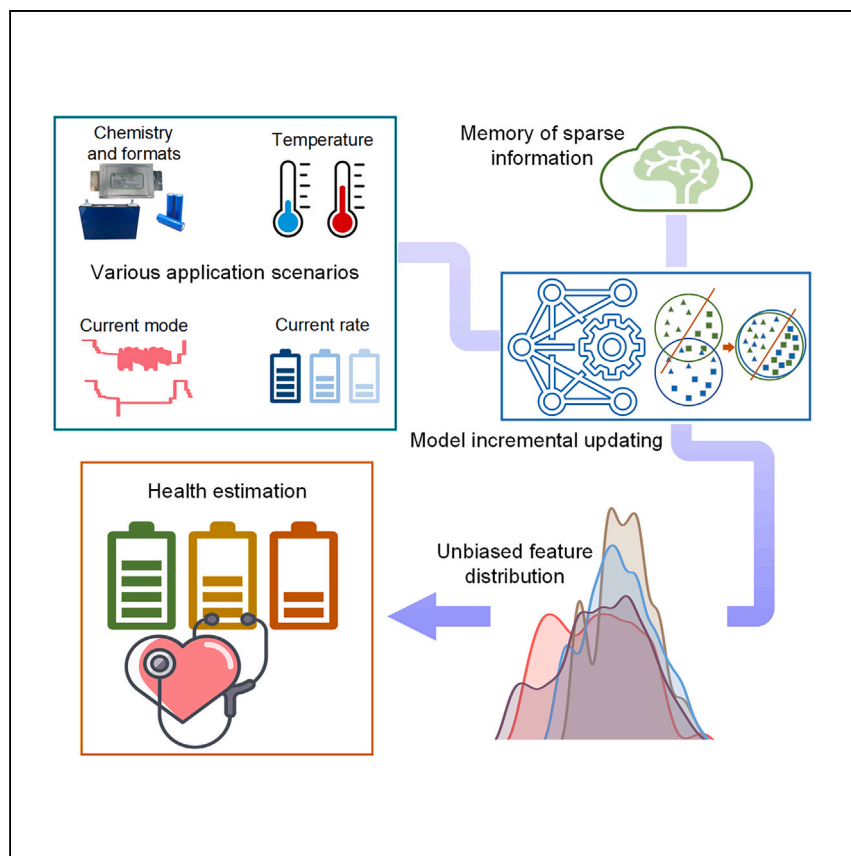 Chemistry
and formats
Temperature
Various application scenarios
Current mode
Current rate
Memory of sparse
information
Model incremental updating
Health estimation
Unbiased feature
distribution